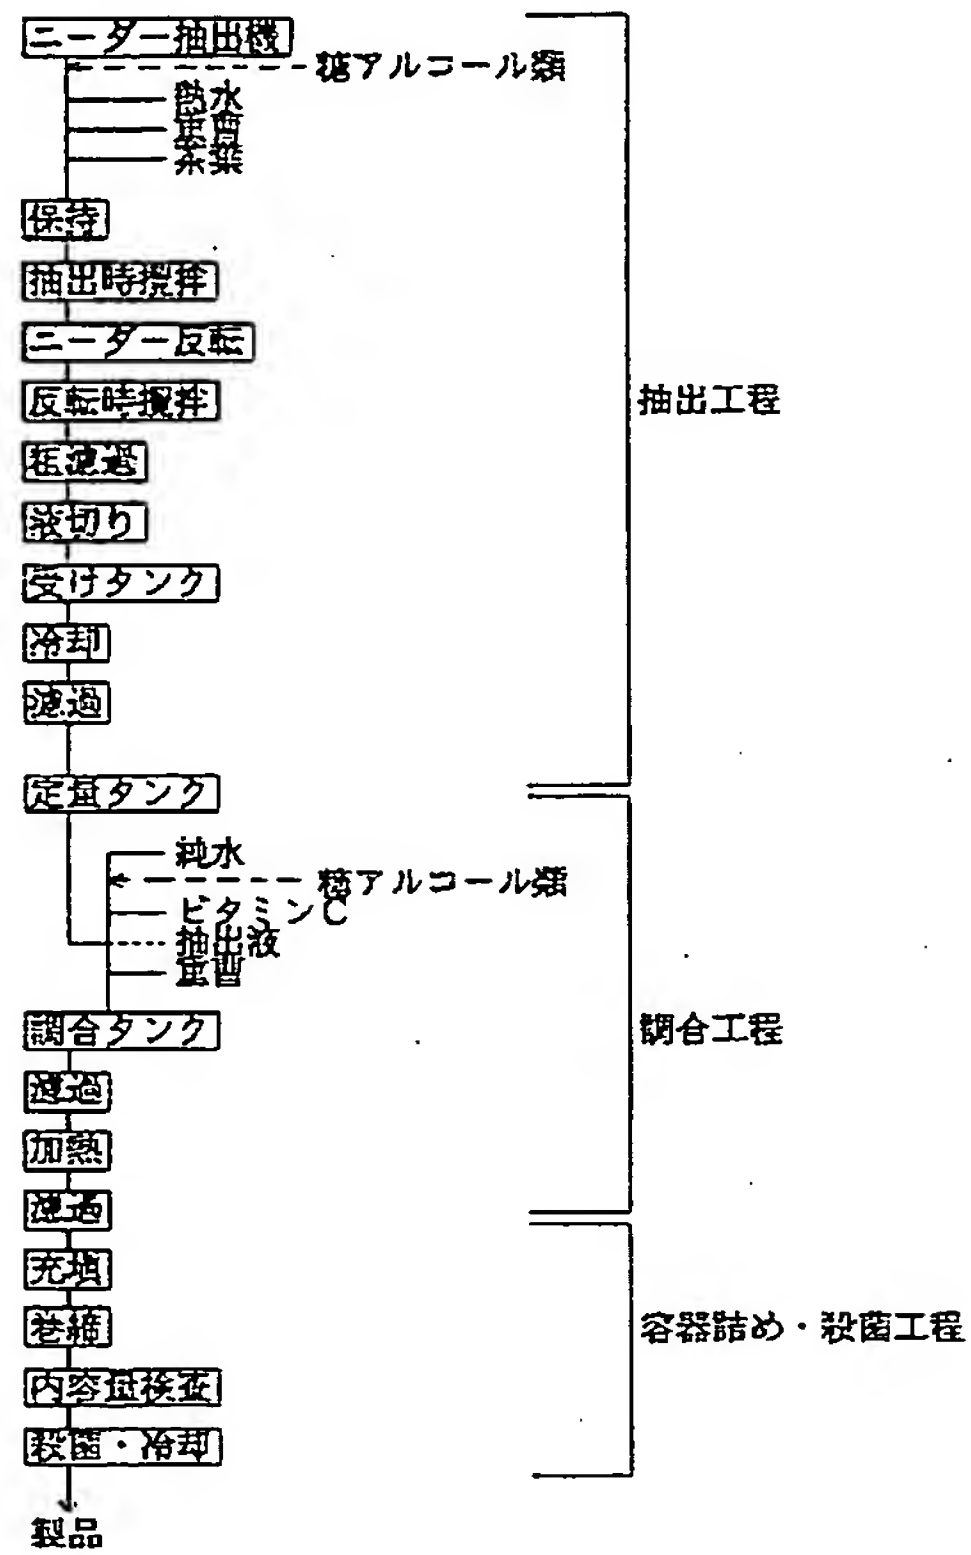 ニーダー抽出機
糖アルコール類
熱水
重曹
茶葉
保持
抽出時攪拌
ニーダー反転
反転時攪拌
抽出工程
粗濾過
液切り
受けタンク
冷却
濾過
定量タンク
純水
糖アルコール類
ビタミンC
抽出液
重曹
調合タンク
調合工程
濾過
加熱
濾過
充填
巻締
容器詰め・殺菌工程
内容量検査
殺菌・冷却
製品